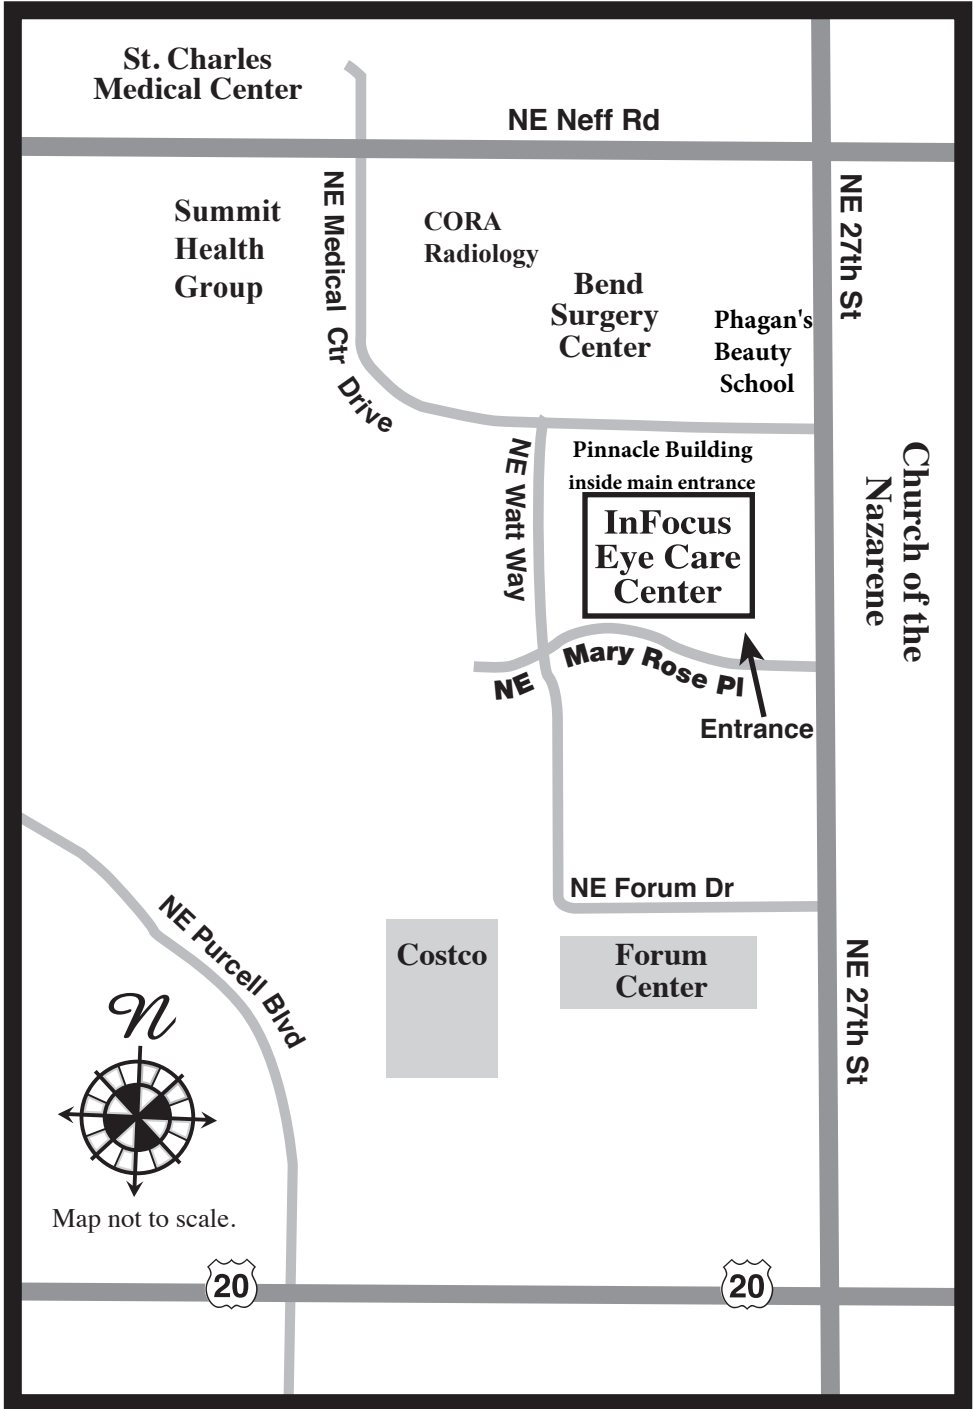 St. Charles
Medical Center
NE Neff Rd
NE Medical Ctr Drive
NE 27th St
Summit
Health
Group
CORA
Radiology
Bend
Surgery
Center
Phagan's
Beauty
School
NE Watt Way
Pinnacle Building
inside main entrance
InFocus
Eye Care
Center
Church of the
Nazarene
NE Mary Rose Pl
Entrance
NE Forum Dr
NE Purcell Blvd
Costco
Forum
Center
NE 27th St
N
Map not to scale.
20
20